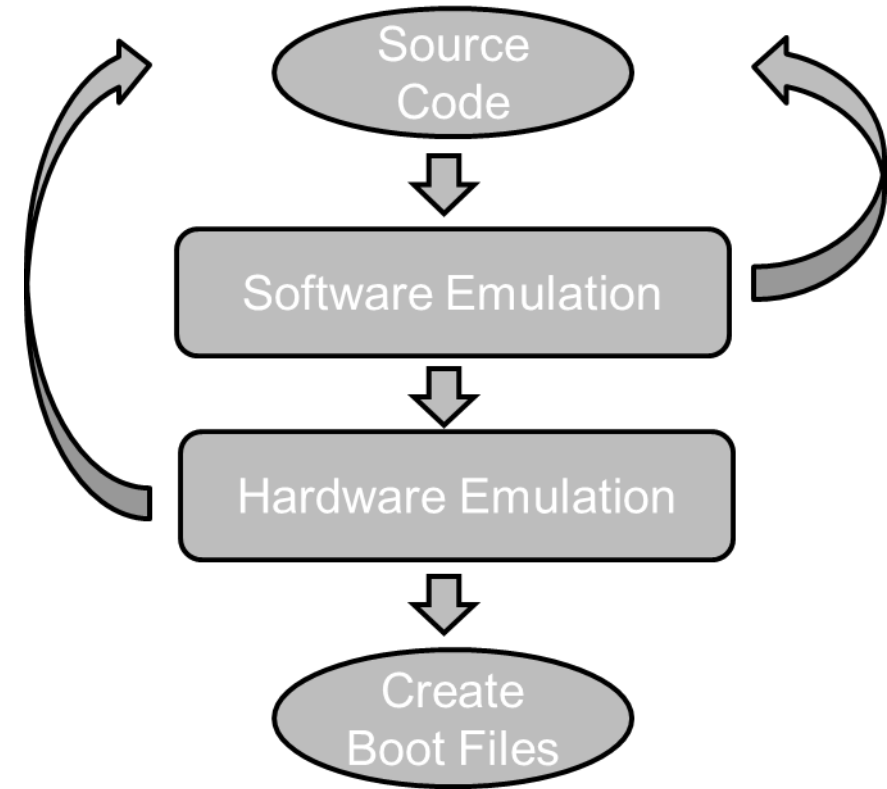 Source
Code
Software Emulation
Hardware Emulation
Create
Boot Files